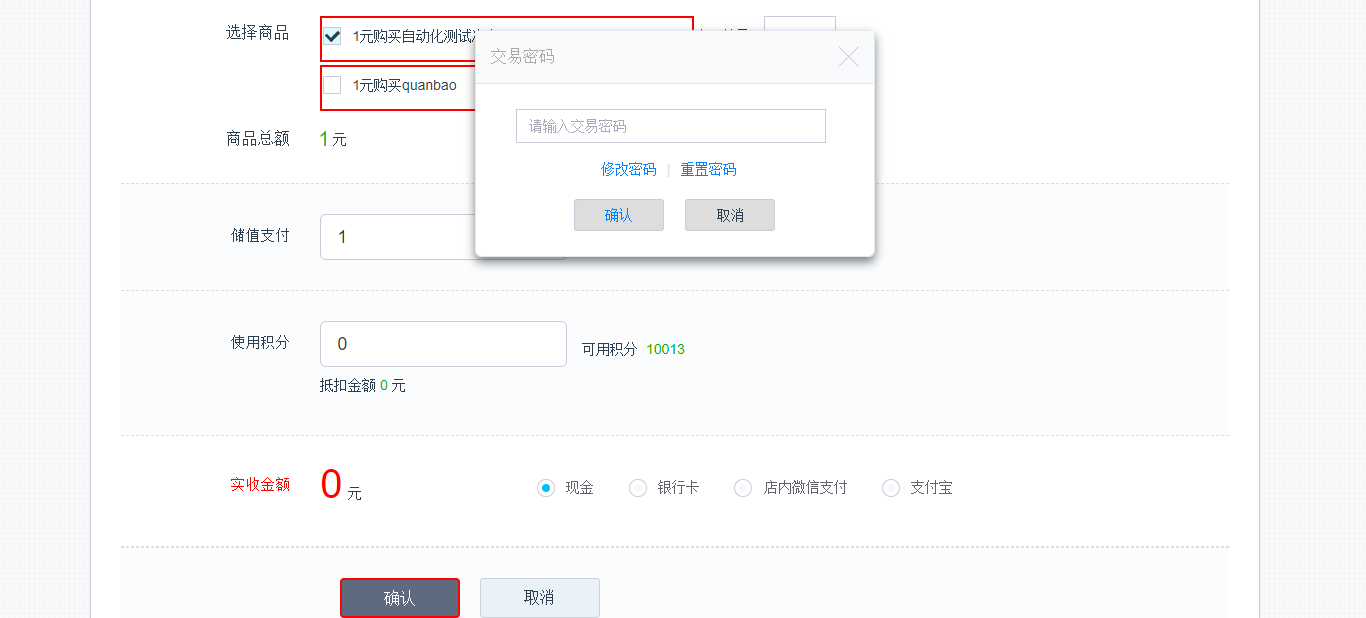 选择商品
1元购买自动化测试
交易密码
1元购买quanbao
请输入交易密码
商品总额 1 元
修改密码 | 重置密码
确认 取消
储值支付 1
使用积分 0 可用积分 10013
抵扣金额 0 元
实收金额 0 元 现金 银行卡 店内微信支付 支付宝
确认 取消